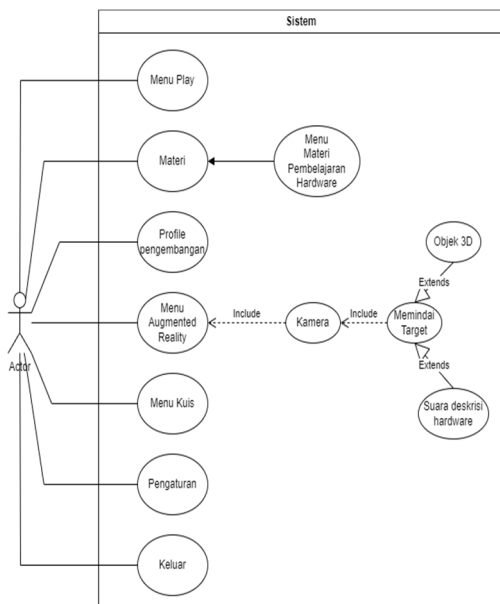 Sistem
Menu Play
Materi
Menu
Materi
Pembelajaran
Hardware
Profile
pengembangan
Objek 3D
Extends
Menu
Augmented
Reality
Include
Kamera
Include
Memindai
Target
Extends
Actor
Menu Kuis
Suara deskrisi
hardware
Pengaturan
Keluar